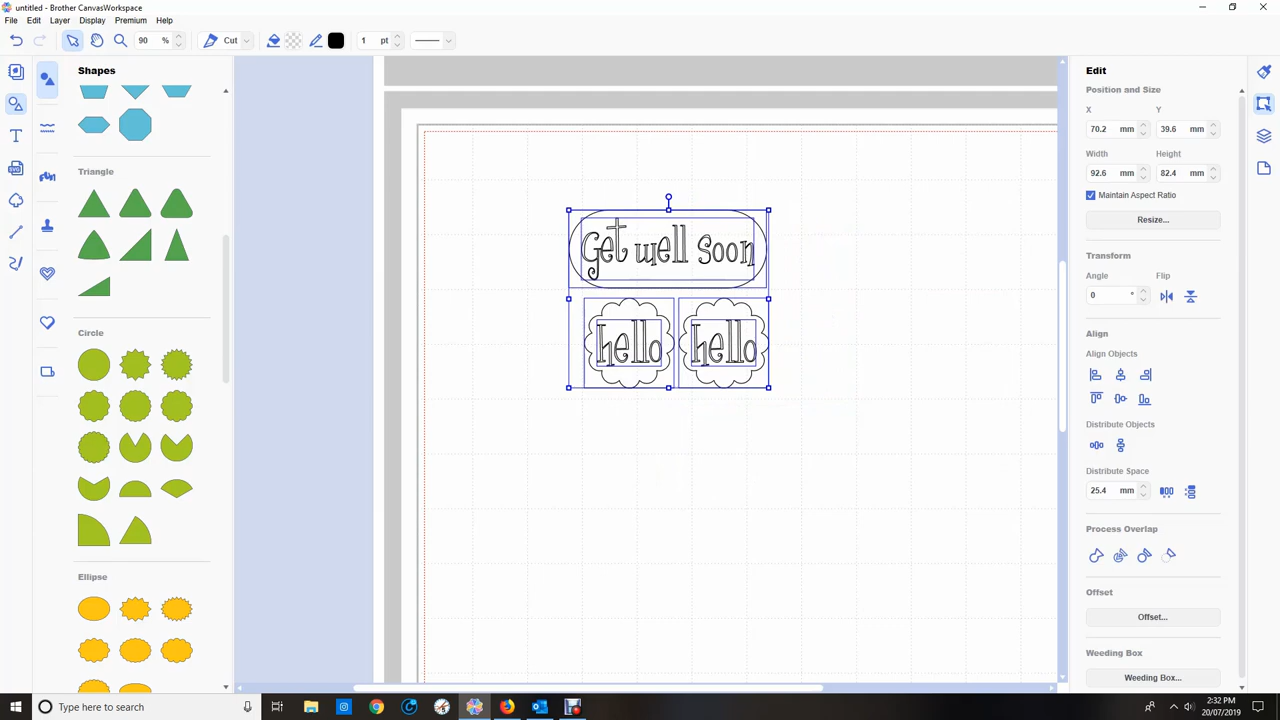 untitled - Brother CanvasWorkspace
File Edit Layer Display Premium Help
90 % Cut 1 pt
Shapes
Triangle
Circle
Ellipse
Get well soon
hello hello
Edit
Position and Size
X Y
70.2 mm 39.6 mm
Width Height
92.6 mm 82.4 mm
Maintain Aspect Ratio
Resize...
Transform
Angle Flip
0 °
Align
Align Objects
Distribute Objects
Distribute Space
25.4 mm
Process Overlap
Offset
Offset...
Weeding Box
Weeding Box...
Type here to search
2:32 PM
20/07/2019